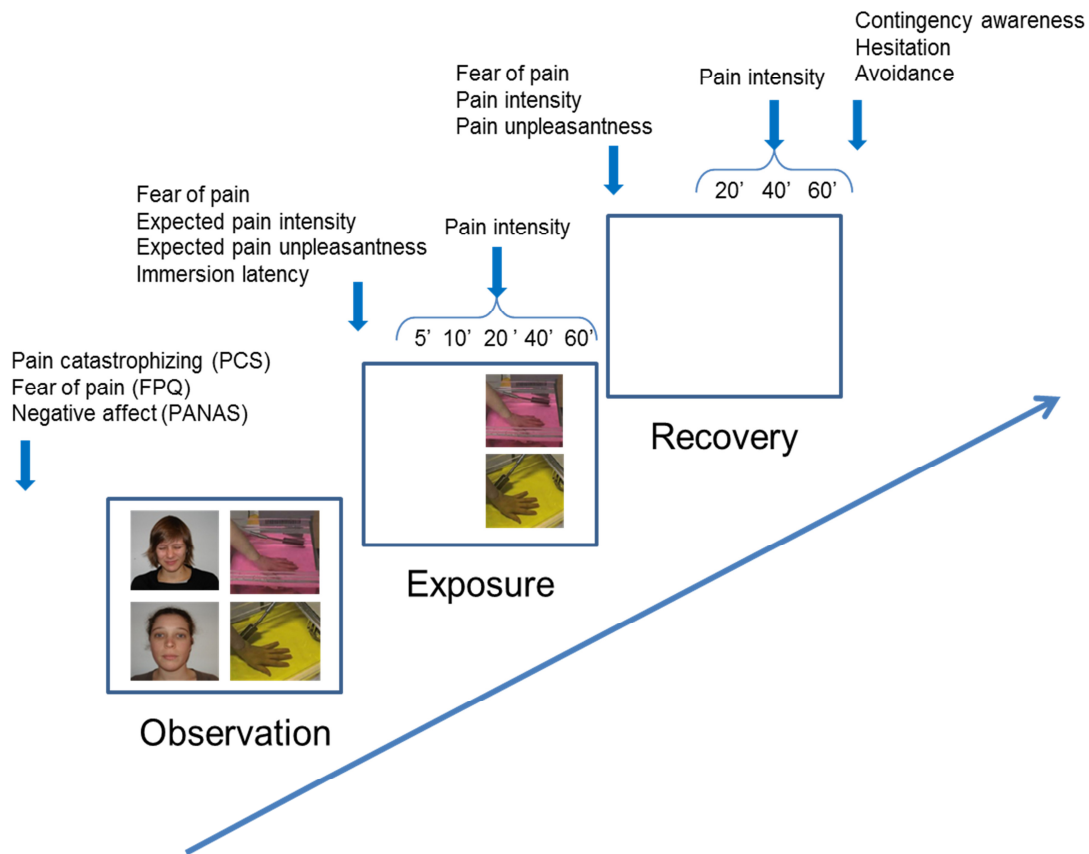 Contingency awareness
Hesitation
Avoidance
Fear of pain
Pain intensity
Pain unpleasantness
Pain intensity
20’ 40’ 60’
Fear of pain
Expected pain intensity
Expected pain unpleasantness
Immersion latency
Pain intensity
5’ 10’ 20 ’ 40’ 60’
Pain catastrophizing (PCS)
Fear of pain (FPQ)
Negative affect (PANAS)
Recovery
Exposure
Observation